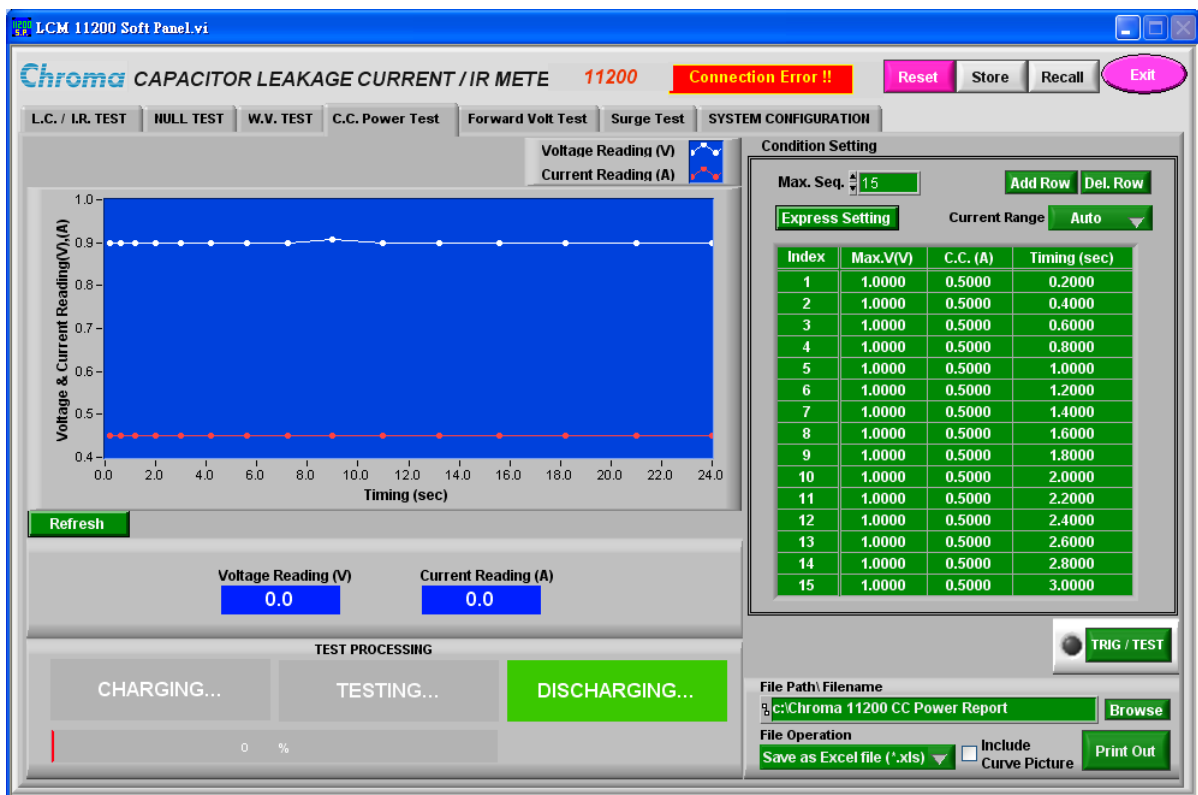 LCM 11200 Soft Panel.vi
Chroma CAPACITOR LEAKAGE CURRENT / IR METE 11200 Connection Error !! Reset Store Recall Exit
L.C. / I.R. TEST NULL TEST W.V. TEST C.C. Power Test Forward Volt Test Surge Test SYSTEM CONFIGURATION
Voltage Reading (V)
Current Reading (A)
Voltage & Current Reading(V),(A)
1.0
0.9
0.8
0.7
0.6
0.5
0.4
0.0 2.0 4.0 6.0 8.0 10.0 12.0 14.0 16.0 18.0 20.0 22.0 24.0
Timing (sec)
Refresh
Voltage Reading (V) Current Reading (A)
0.0 0.0
TEST PROCESSING
CHARGING... TESTING... DISCHARGING...
0 %
Condition Setting
Max. Seq. 15 Add Row Del. Row
Express Setting Current Range Auto
Index Max.V(V) C.C. (A) Timing (sec)
1 1.0000 0.5000 0.2000
2 1.0000 0.5000 0.4000
3 1.0000 0.5000 0.6000
4 1.0000 0.5000 0.8000
5 1.0000 0.5000 1.0000
6 1.0000 0.5000 1.2000
7 1.0000 0.5000 1.4000
8 1.0000 0.5000 1.6000
9 1.0000 0.5000 1.8000
10 1.0000 0.5000 2.0000
11 1.0000 0.5000 2.2000
12 1.0000 0.5000 2.4000
13 1.0000 0.5000 2.6000
14 1.0000 0.5000 2.8000
15 1.0000 0.5000 3.0000
TRIG / TEST
File Path\ Filename
c:\Chroma 11200 CC Power Report Browse
File Operation
Save as Excel file (*.xls) Include Curve Picture Print Out